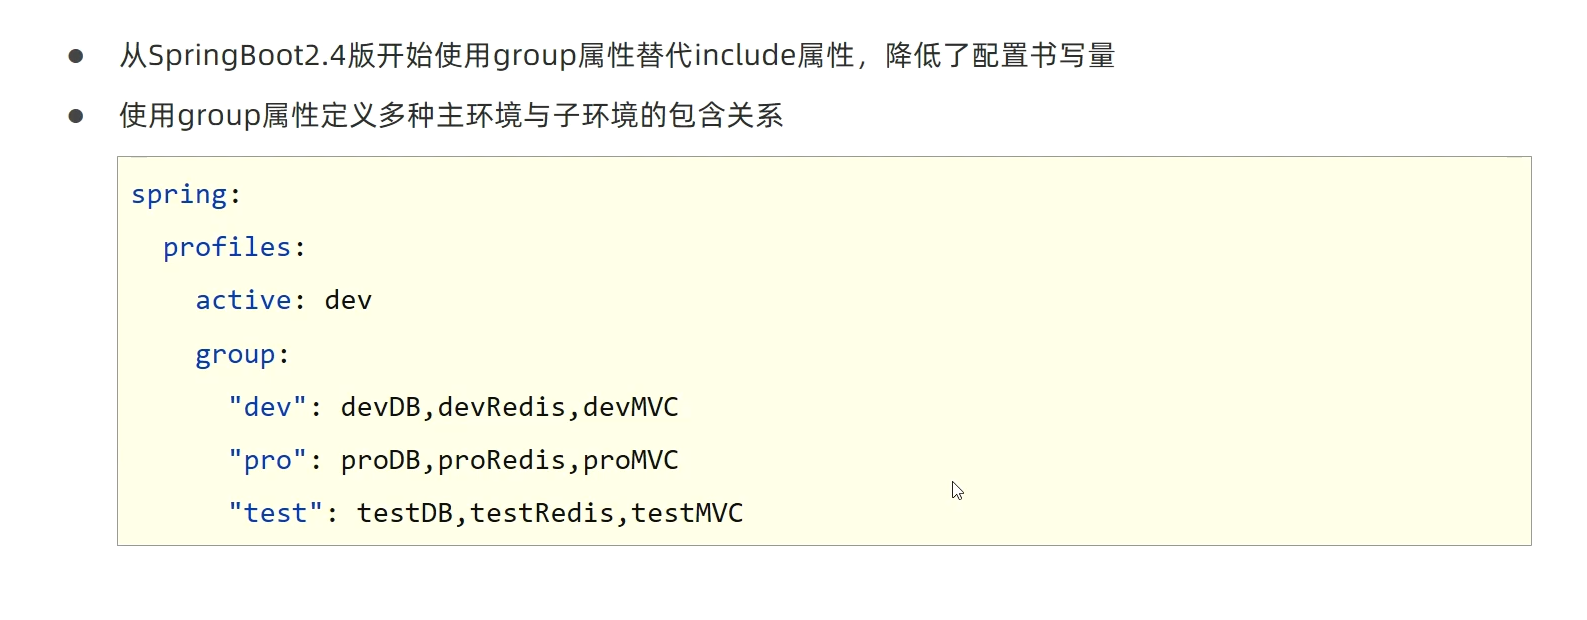 从SpringBoot2.4版开始使用group属性替代include属性，降低了配置书写量
使用group属性定义多种主环境与子环境的包含关系
spring:
  profiles:
    active: dev
    group:
      "dev": devDB,devRedis,devMVC
      "pro": proDB,proRedis,proMVC
      "test": testDB,testRedis,testMVC